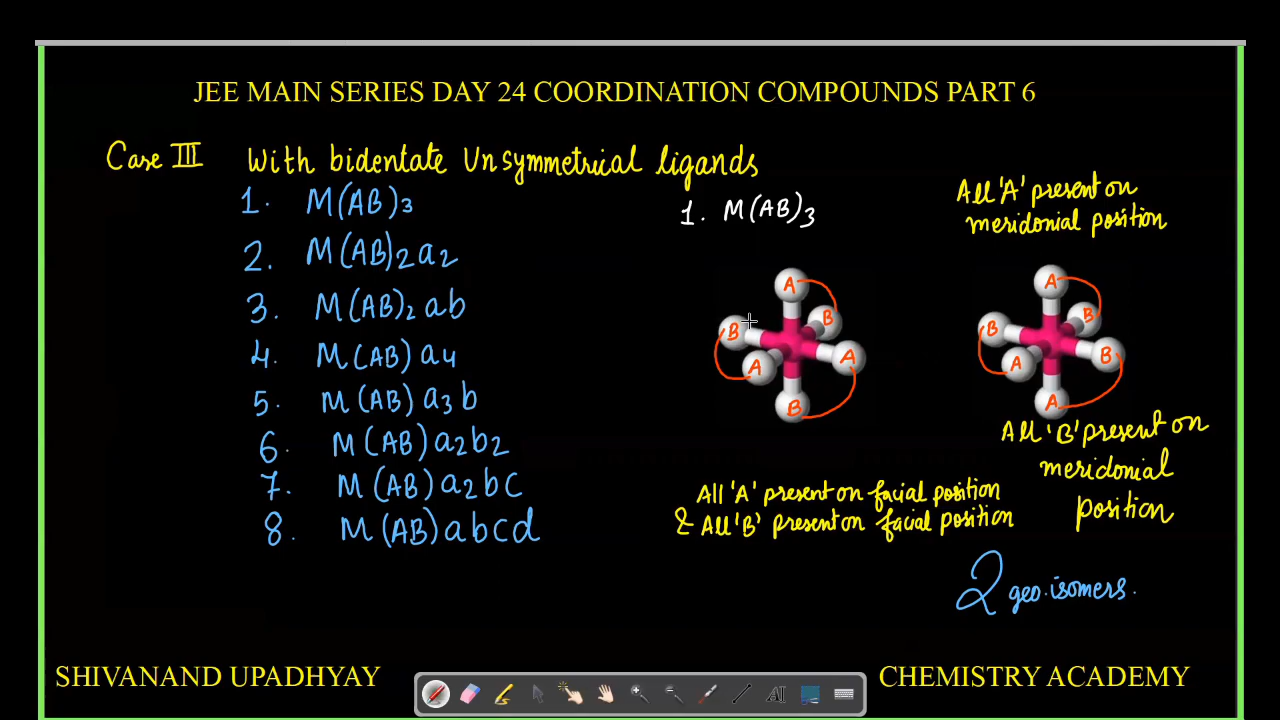 JEE MAIN SERIES DAY 24 COORDINATION COMPOUNDS PART 6
Case III With bidentate Unsymmetrical ligands
1. M(AB)3
2. M(AB)2a2
3. M(AB)2ab
4. M(AB)a4
5. M(AB)a3b
6. M(AB)a2b2
7. M(AB)a2bc
8. M(AB)abcd
1. M(AB)3
A
B
B
A
A
B
All 'A' present on facial position
& All 'B' present on facial position
All 'A' present on
meridonial position
A
B
B
A
B
A
All 'B' present on
meridonial
position
2 geo.isomers.
SHIVANAND UPADHYAY
AI
CHEMISTRY ACADEMY